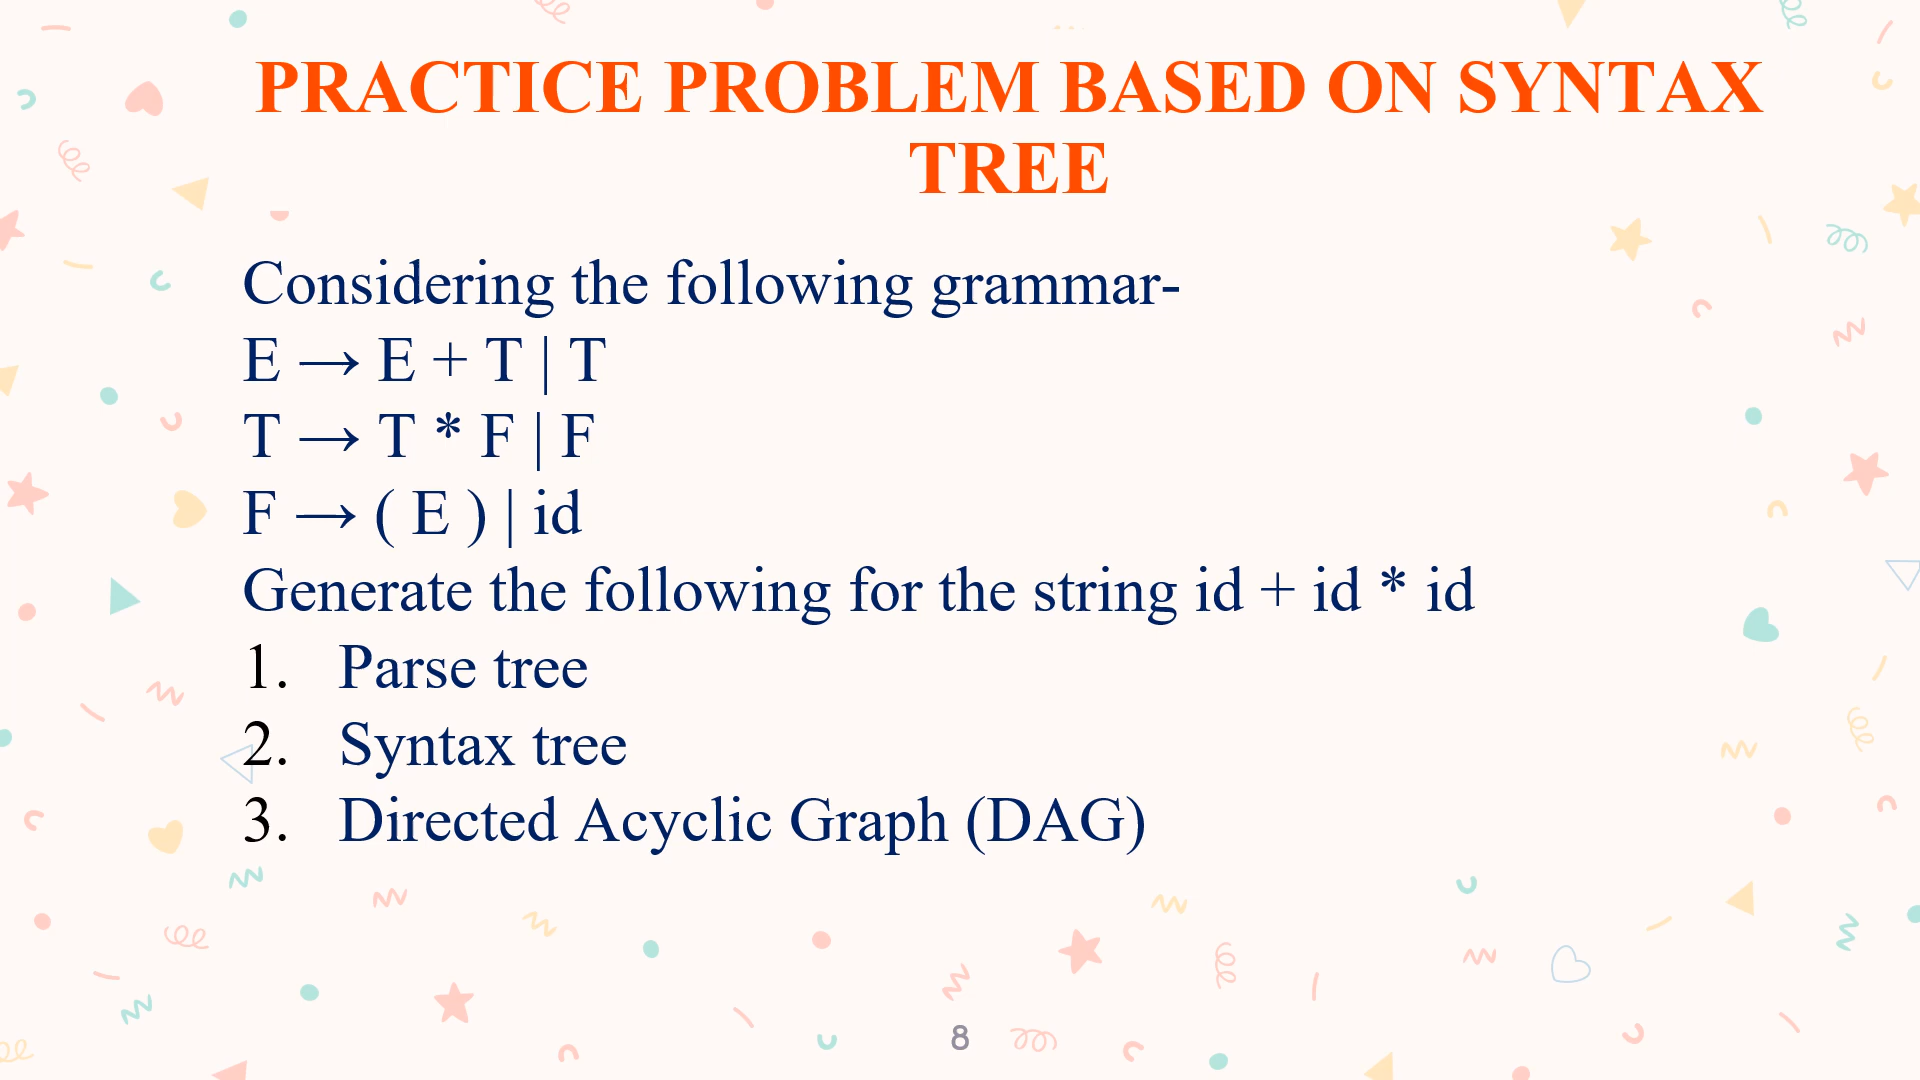 PRACTICE PROBLEM BASED ON SYNTAX
TREE
Considering the following grammar-
E → E + T | T
T → T * F | F
F → ( E ) | id
Generate the following for the string id + id * id
1. Parse tree
2. Syntax tree
3. Directed Acyclic Graph (DAG)
8